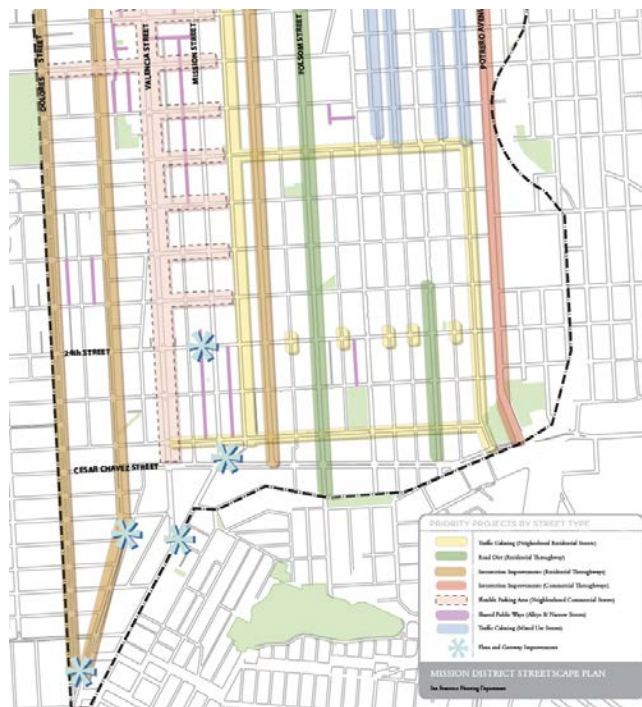 DOLORES STREET
VALENCIA STREET
MISSION STREET
FOLSOM STREET
POTRERO AVENUE
24th STREET
CESAR CHAVEZ STREET
PRIORITY PROJECTS BY STREET TYPE
Traffic Calming (Neighborhood Residential Streets)
Road Diet (Residential Throughway)
Intersection Improvements (Residential Throughways)
Intersection Improvements (Commercial Throughways)
Flexible Parking Area (Neighborhood Commercial Streets)
Shared Public Ways (Alleys & Narrow Streets)
Traffic Calming (Mixed Use Streets)
Plaza and Gateway Improvements
MISSION DISTRICT STREETSCAPE PLAN
San Francisco Planning Department